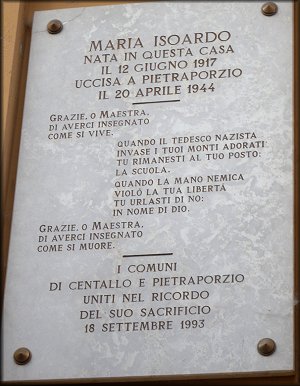 MARIA ISOARDO
NATA IN QUESTA CASA
IL 12 GIUGNO 1917
UCCISA A PIETRAPORZIO
IL 20 APRILE 1944
GRAZIE, O MAESTRA,
DI AVERCI INSEGNATO
COME SI VIVE.
QUANDO IL TEDESCO NAZISTA
INVASE I TUOI MONTI ADORATI
TU RIMANESTI AL TUO POSTO:
LA SCUOLA.
QUANDO LA MANO NEMICA
VIOLÒ LA TUA LIBERTÀ
TU URLASTI DI NO:
IN NOME DI DIO.
GRAZIE, O MAESTRA,
DI AVERCI INSEGNATO
COME SI MUORE.
I COMUNI
DI CENTALLO E PIETRAPORZIO
UNITI NEL RICORDO
DEL SUO SACRIFICIO
18 SETTEMBRE 1993